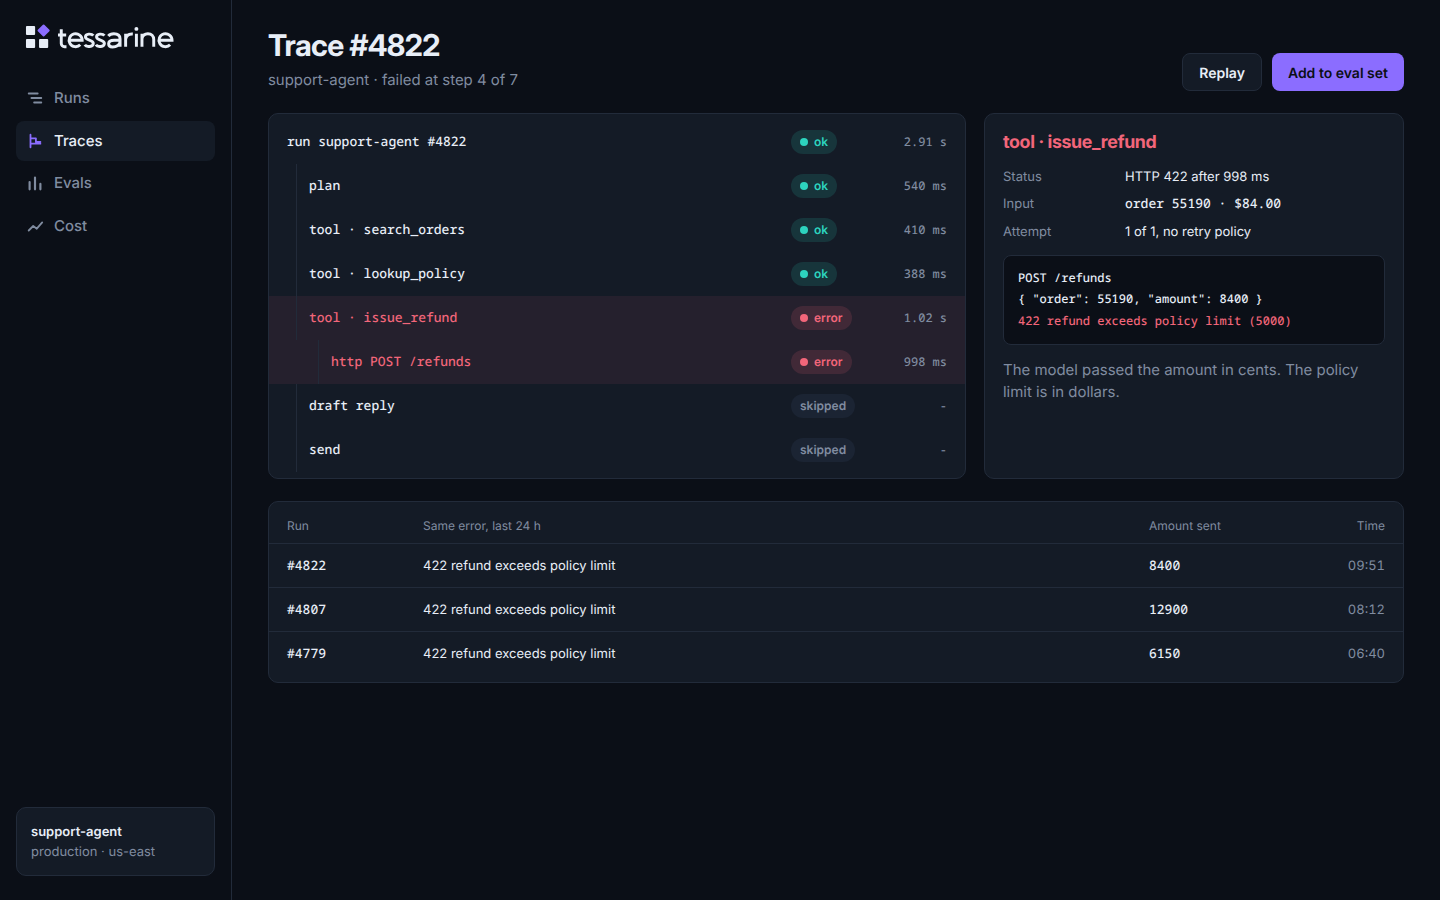 tessarine
Runs
Traces
Evals
Cost
support-agent
production · us-east
Trace #4822
support-agent · failed at step 4 of 7
Replay
Add to eval set
run support-agent #4822 ok 2.91 s
plan ok 540 ms
tool · search_orders ok 410 ms
tool · lookup_policy ok 388 ms
tool · issue_refund error 1.02 s
http POST /refunds error 998 ms
draft reply skipped -
send skipped -
tool · issue_refund
Status HTTP 422 after 998 ms
Input order 55190 · $84.00
Attempt 1 of 1, no retry policy
POST /refunds
{ "order": 55190, "amount": 8400 }
422 refund exceeds policy limit (5000)
The model passed the amount in cents. The policy
limit is in dollars.
Run Same error, last 24 h Amount sent Time
#4822 422 refund exceeds policy limit 8400 09:51
#4807 422 refund exceeds policy limit 12900 08:12
#4779 422 refund exceeds policy limit 6150 06:40